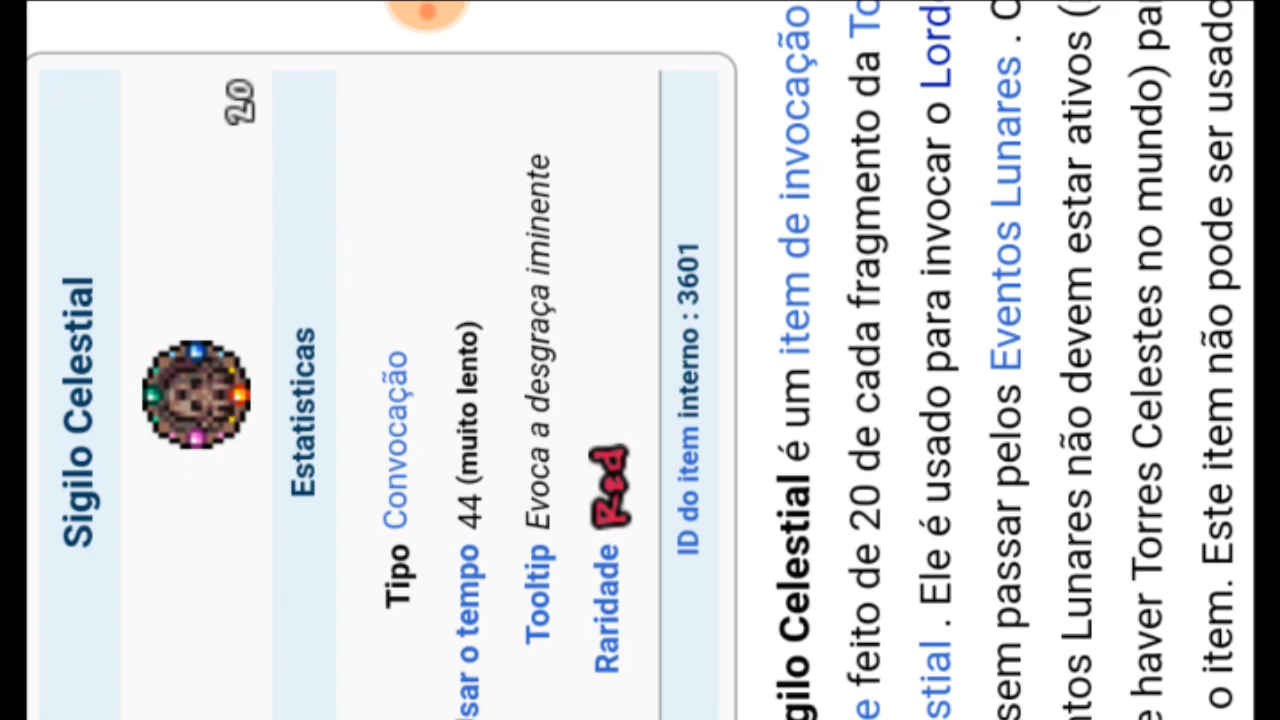 Sigilo Celestial
20
Estatisticas
Tipo Convocação
sar o tempo 44 (muito lento)
Tooltip Evoca a desgraça iminente
Raridade Red
ID do item interno : 3601
gilo Celestial é um item de invocação
e feito de 20 de cada fragmento da To
stial . Ele é usado para invocar o Lord
sem passar pelos Eventos Lunares .
ntos Lunares não devem estar ativos (
e haver Torres Celestes no mundo) pa
o item. Este item não pode ser usado